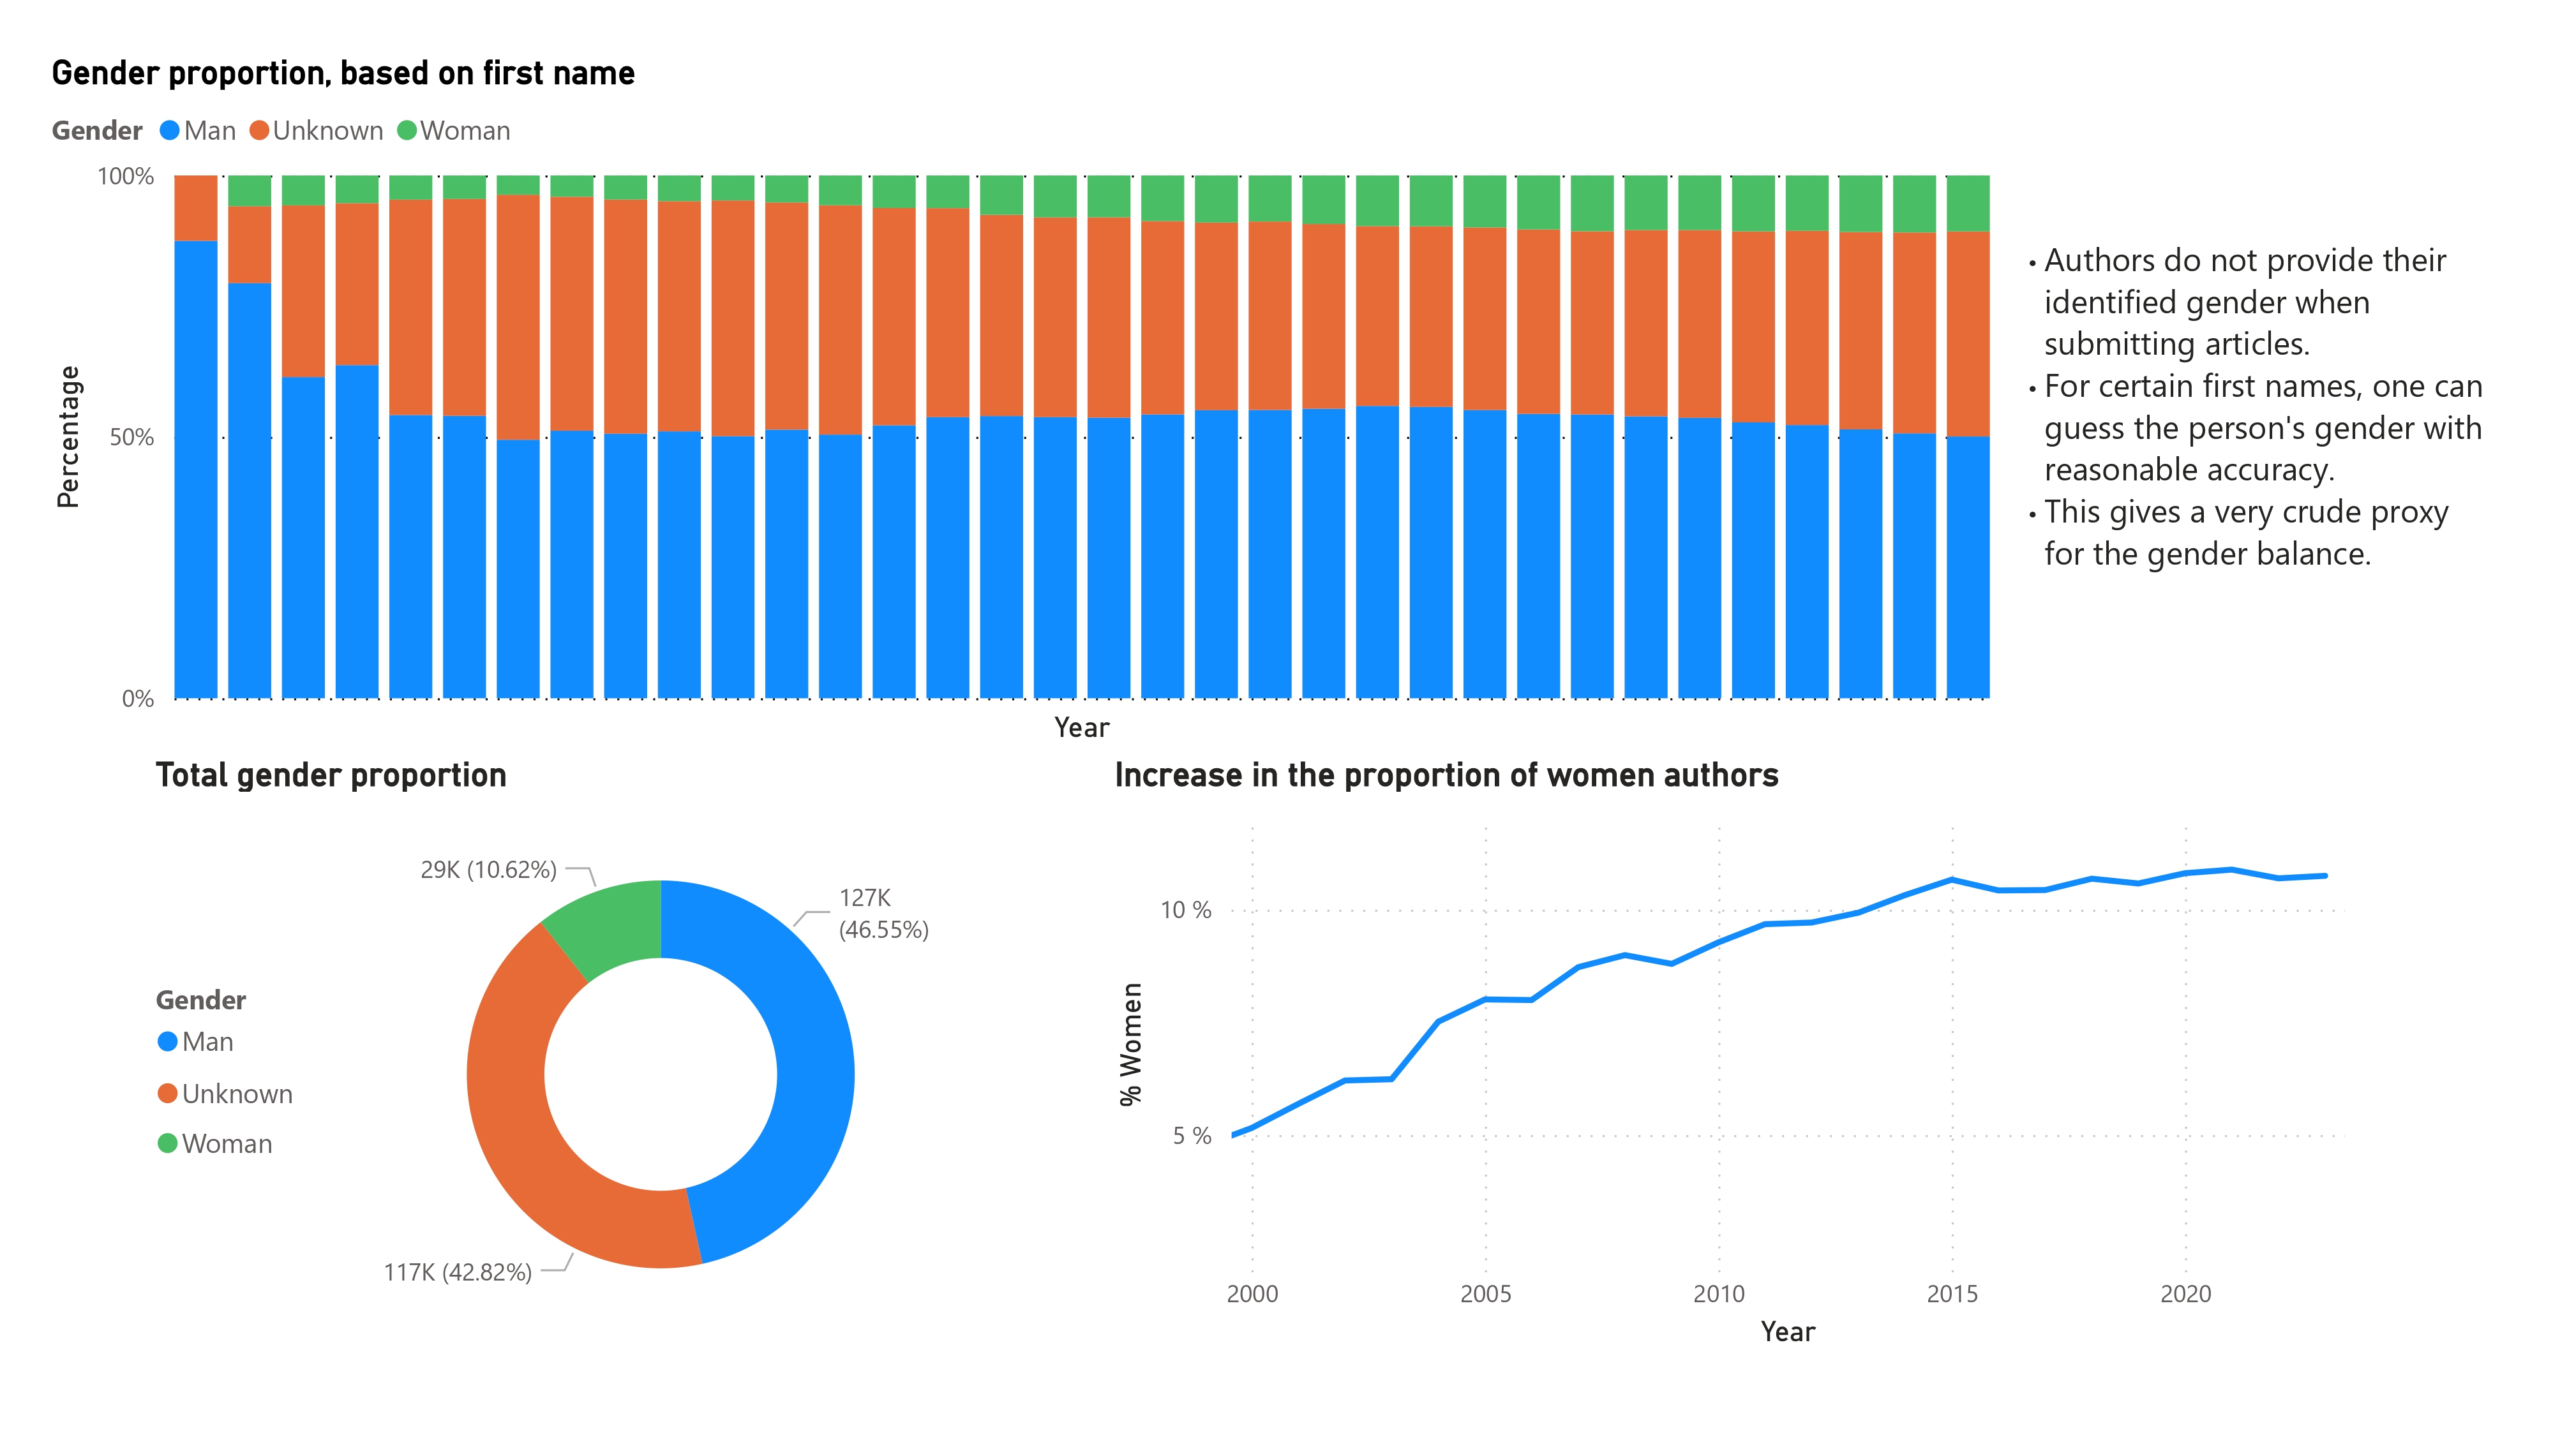 Gender proportion, based on first name
Gender Man Unknown Woman
100%
50%
0%
Percentage
Year
• Authors do not provide their
identified gender when
submitting articles.
• For certain first names, one can
guess the person's gender with
reasonable accuracy.
• This gives a very crude proxy
for the gender balance.
Total gender proportion
29K (10.62%)
127K
(46.55%)
Gender
Man
Unknown
Woman
117K (42.82%)
Increase in the proportion of women authors
10 %
5 %
% Women
2000 2005 2010 2015 2020
Year